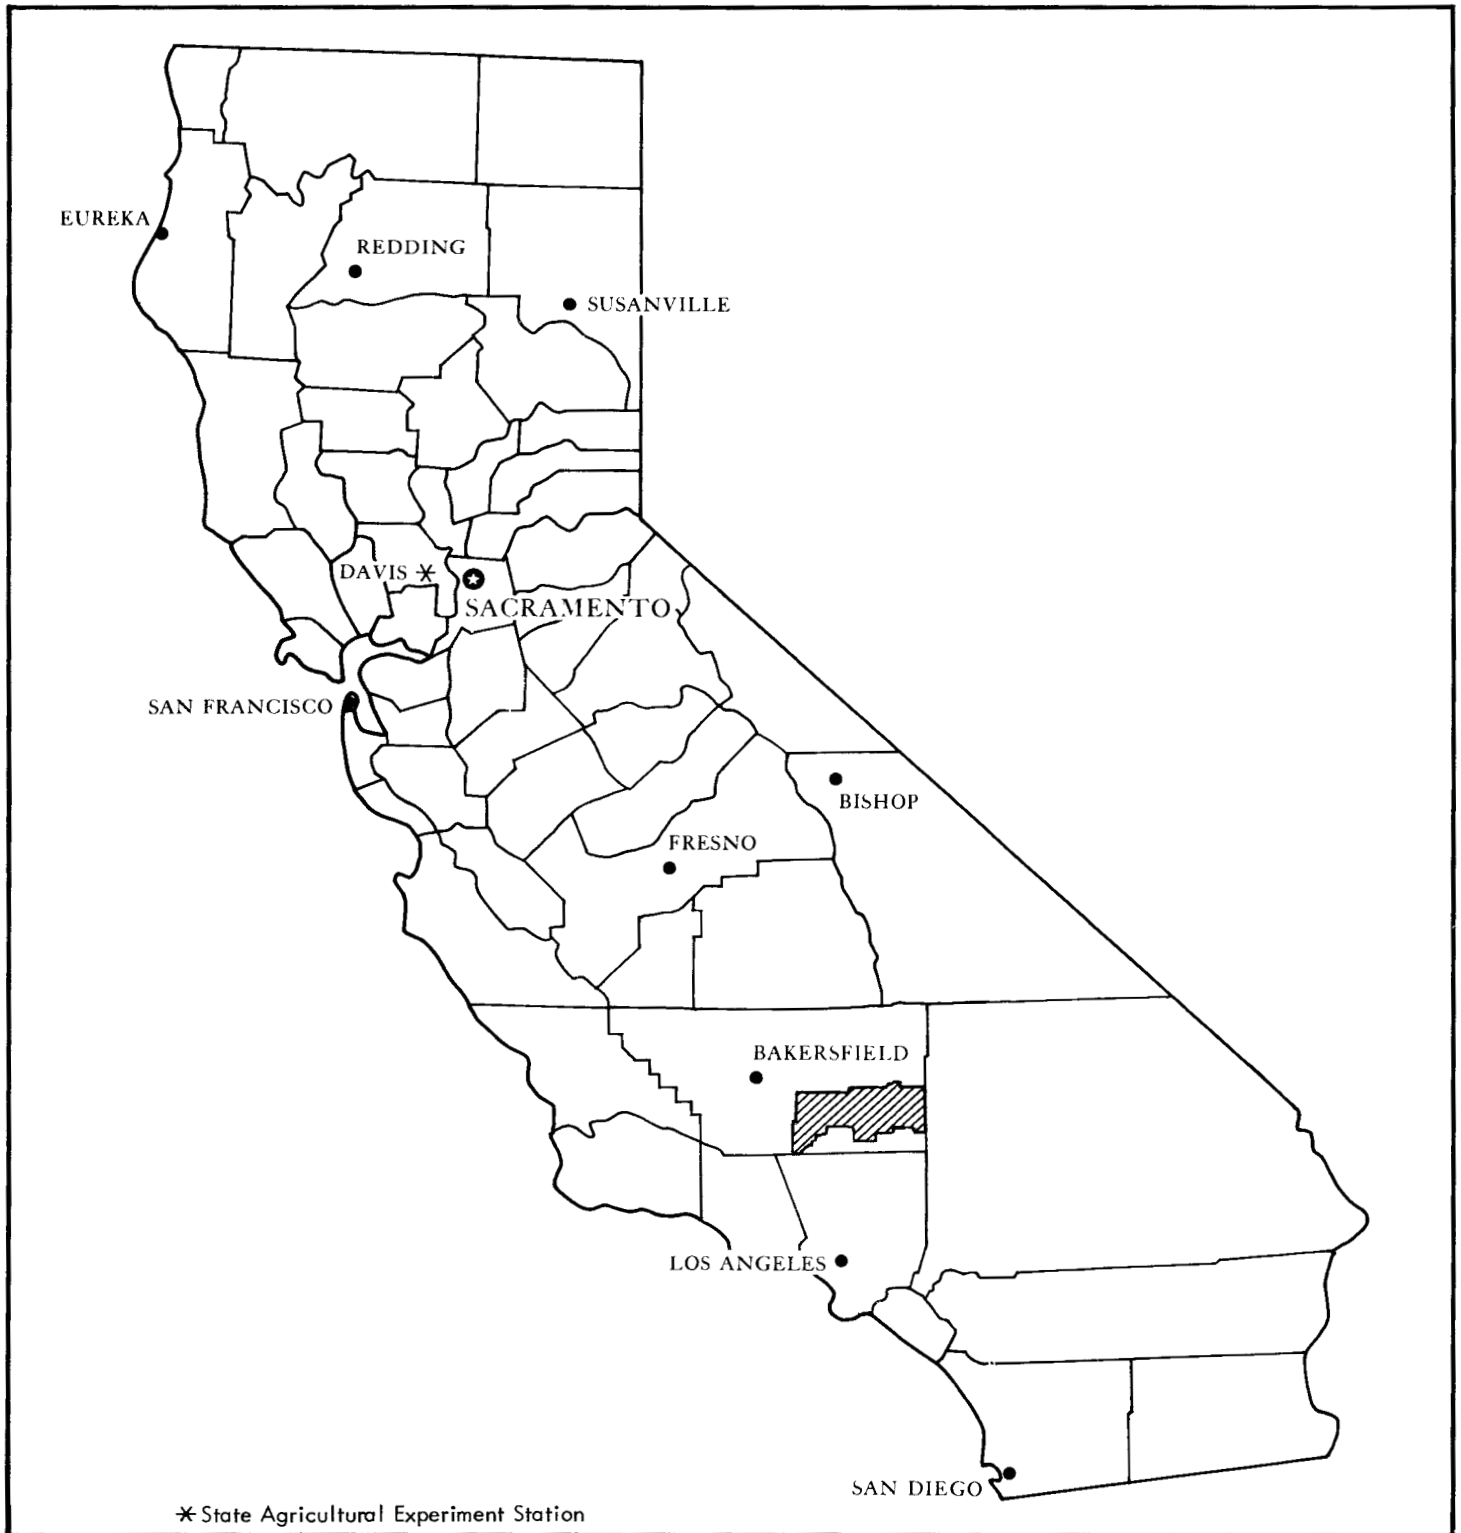 EUREKA
REDDING
SUSANVILLE
DAVIS *
SACRAMENTO
SAN FRANCISCO
BISHOP
FRESNO
BAKERSFIELD
LOS ANGELES
SAN DIEGO
* State Agricultural Experiment Station